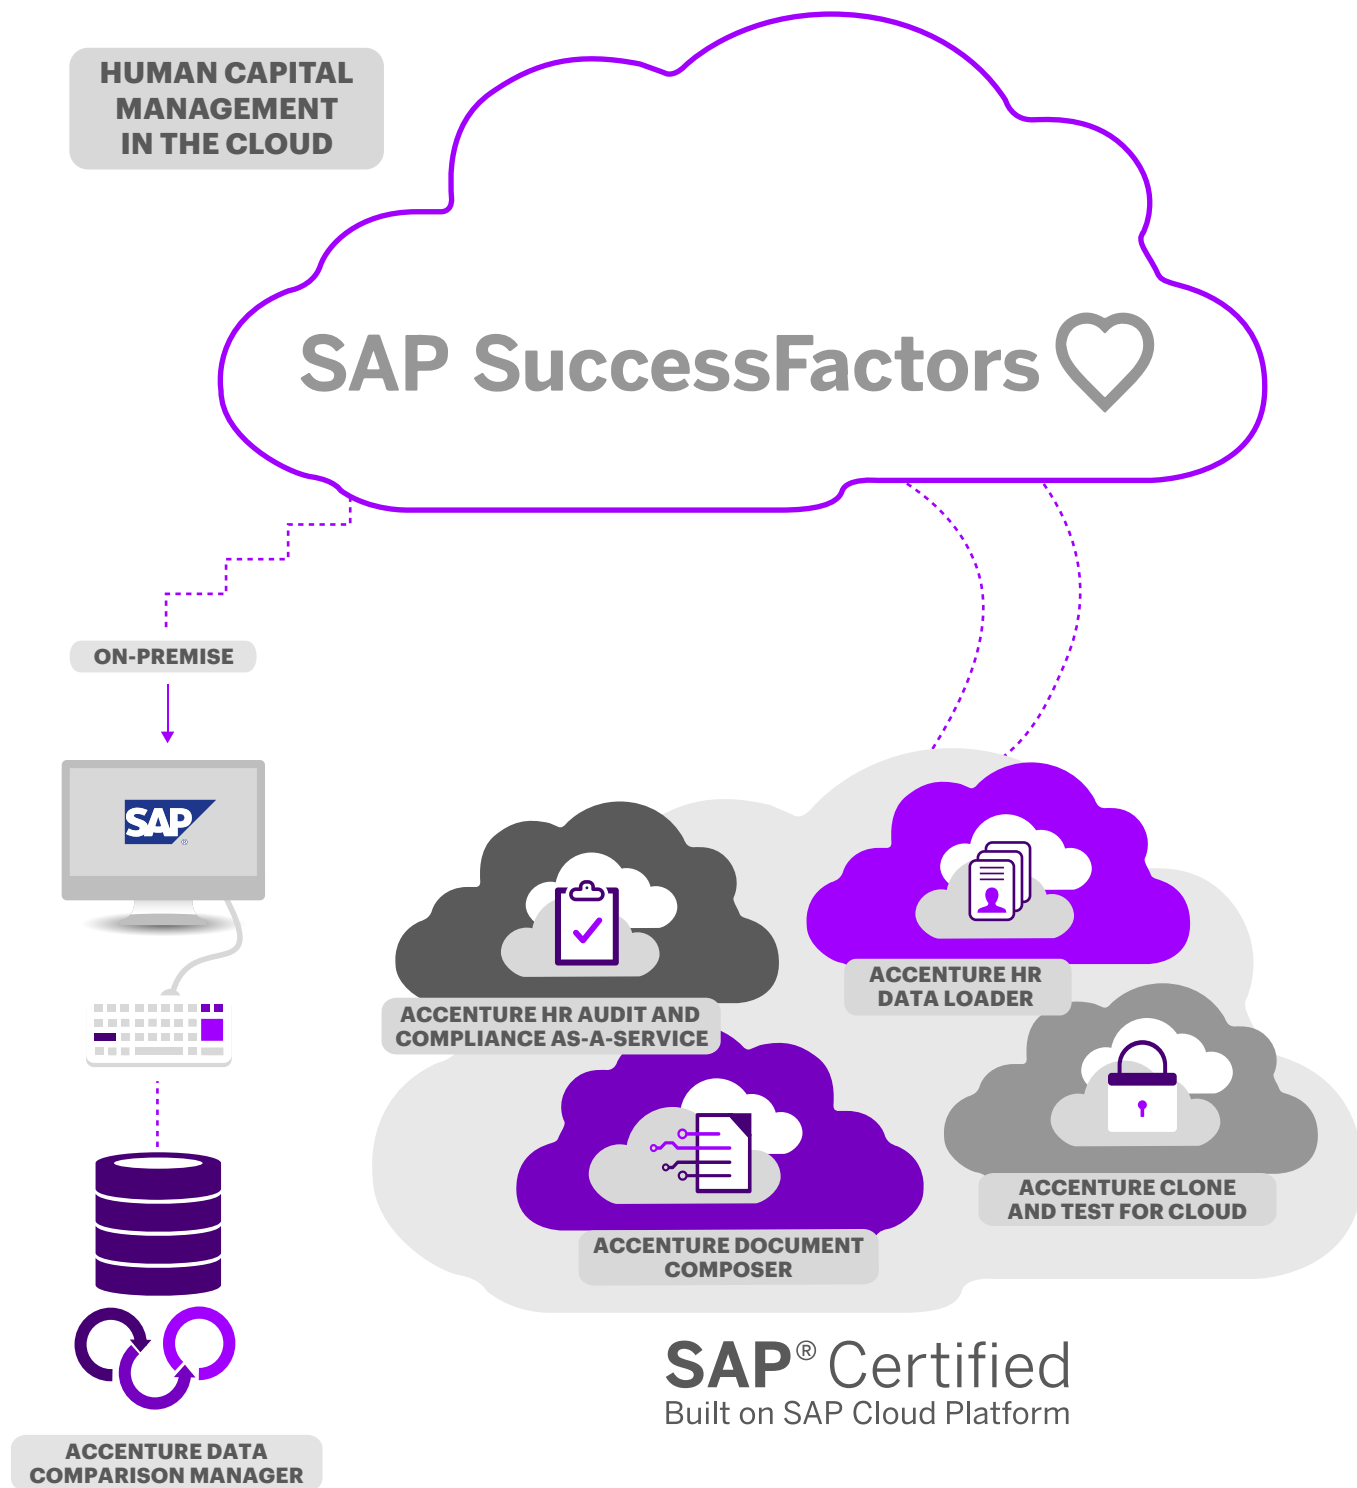 HUMAN CAPITAL
MANAGEMENT
IN THE CLOUD
SAP SuccessFactors
ON-PREMISE
SAP
®
ACCENTURE HR AUDIT AND
COMPLIANCE AS-A-SERVICE
ACCENTURE HR
DATA LOADER
ACCENTURE DOCUMENT
COMPOSER
ACCENTURE CLONE
AND TEST FOR CLOUD
SAP® Certified
Built on SAP Cloud Platform
ACCENTURE DATA
COMPARISON MANAGER